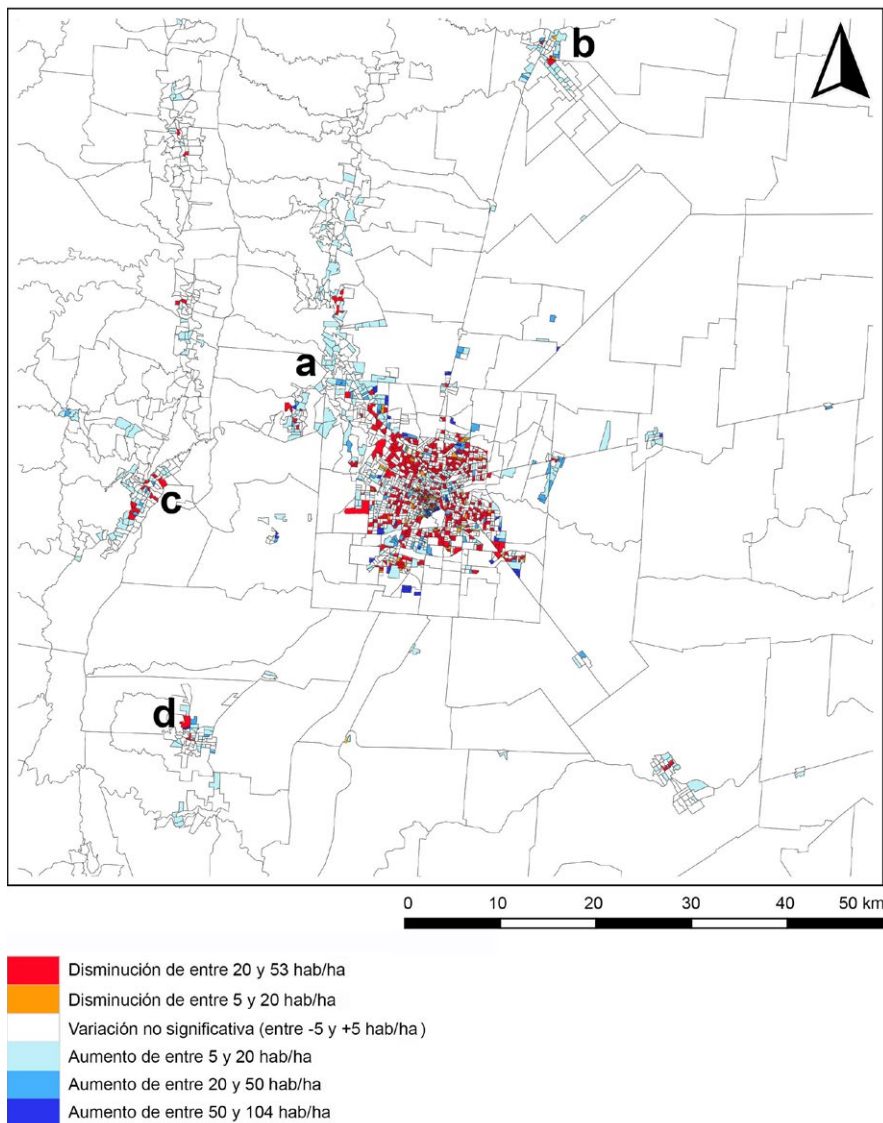 b
a
c
d
0 10 20 30 40 50 km
Disminución de entre 20 y 53 hab/ha
Disminución de entre 5 y 20 hab/ha
Variación no significativa (entre -5 y +5 hab/ha)
Aumento de entre 5 y 20 hab/ha
Aumento de entre 20 y 50 hab/ha
Aumento de entre 50 y 104 hab/ha